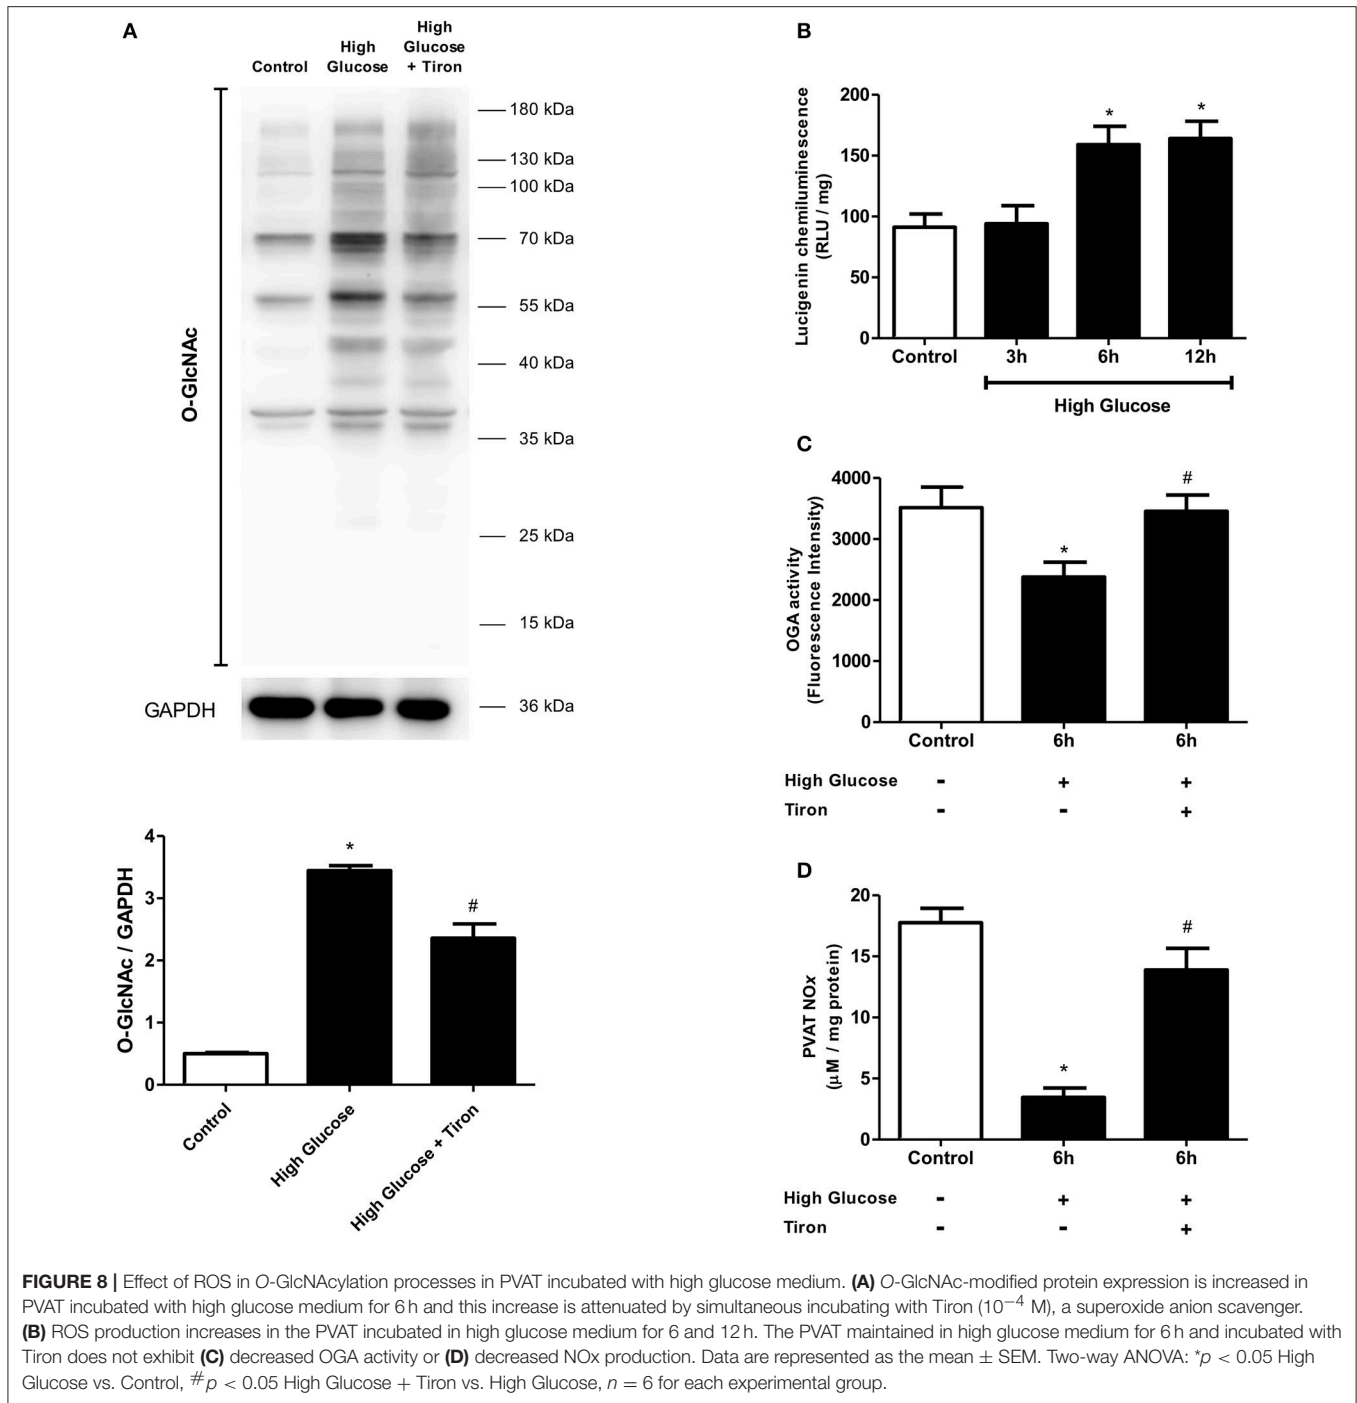 A
Control
High
Glucose
High
Glucose
+ Tiron
180 kDa
130 kDa
100 kDa
70 kDa
55 kDa
40 kDa
35 kDa
25 kDa
15 kDa
O-GlcNAc
GAPDH
36 kDa
O-GlcNAc / GAPDH
4
3
2
1
0
*
#
Control
High Glucose
High Glucose + Tiron
B
Lucigenin chemiluminescence
(RLU / mg)
200
150
100
50
0
*
*
Control 3h 6h 12h
High Glucose
C
OGA activity
(Fluorescence Intensity)
4000
3000
2000
1000
0
*
#
Control 6h 6h
High Glucose - + +
Tiron - - +
D
PVAT NOx
(μM / mg protein)
20
15
10
5
0
*
#
Control 6h 6h
High Glucose - + +
Tiron - - +
FIGURE 8 | Effect of ROS in O-GlcNAcylation processes in PVAT incubated with high glucose medium. (A) O-GlcNAc-modified protein expression is increased in
PVAT incubated with high glucose medium for 6 h and this increase is attenuated by simultaneous incubating with Tiron (10⁻⁴ M), a superoxide anion scavenger.
(B) ROS production increases in the PVAT incubated in high glucose medium for 6 and 12 h. The PVAT maintained in high glucose medium for 6 h and incubated with
Tiron does not exhibit (C) decreased OGA activity or (D) decreased NOx production. Data are represented as the mean ± SEM. Two-way ANOVA: *p < 0.05 High
Glucose vs. Control, #p < 0.05 High Glucose + Tiron vs. High Glucose, n = 6 for each experimental group.